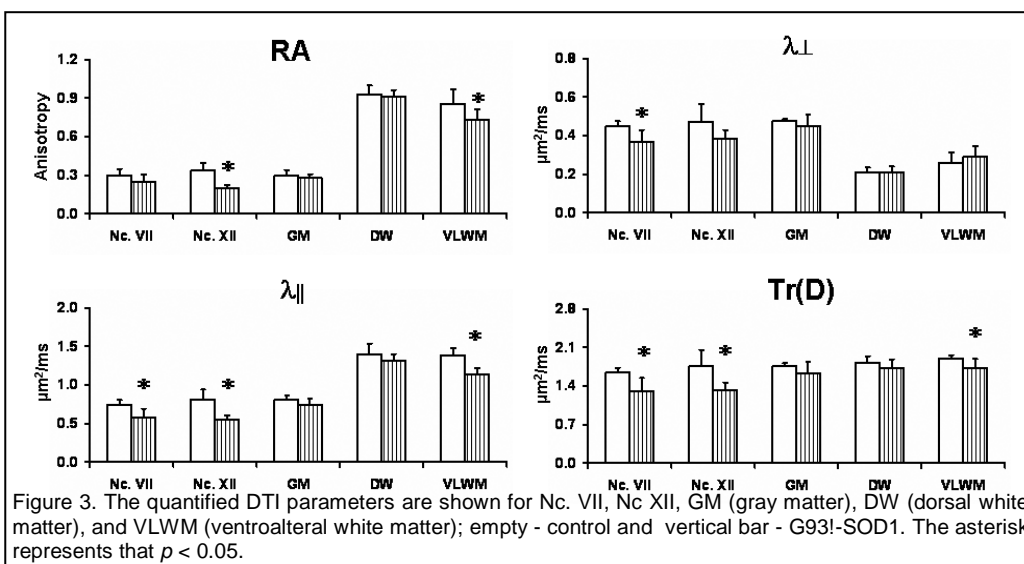 RA
1.2
0.9
0.6
0.3
0.0
Anisotropy
*
*
Nc. VII Nc. XII GM DW VLWM
λ⊥
0.8
0.6
0.4
0.2
0.0
µm²/ms
*
Nc. VII Nc. XII GM DW VLWM
λ||
2.0
1.5
1.0
0.5
0.0
µm²/ms
*
*
*
Nc. VII Nc. XII GM DW VLWM
Tr(D)
2.8
2.1
1.4
0.7
0.0
µm²/ms
*
*
*
Nc. VII Nc. XII GM DW VLWM
Figure 3. The quantified DTI parameters are shown for Nc. VII, Nc XII, GM (gray matter), DW (dorsal white
matter), and VLWM (ventroalteral white matter); empty - control and vertical bar - G93!-SOD1. The asterisk
represents that p < 0.05.